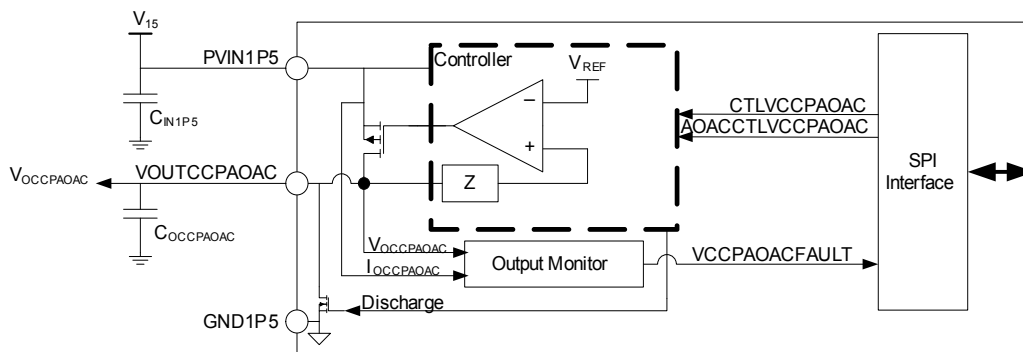 V15
PVIN1P5
CIN1P5
Controller
VREF
−
+
Z
CTLVCCPAOAC
AOACCTLVCCPAOAC
SPI
Interface
VOCCPAOAC
VOUTCCPAOAC
COCCPAOAC
VOCCPAOAC
IOCCPAOAC
Output Monitor
VCCPAOACFAULT
Discharge
GND1P5